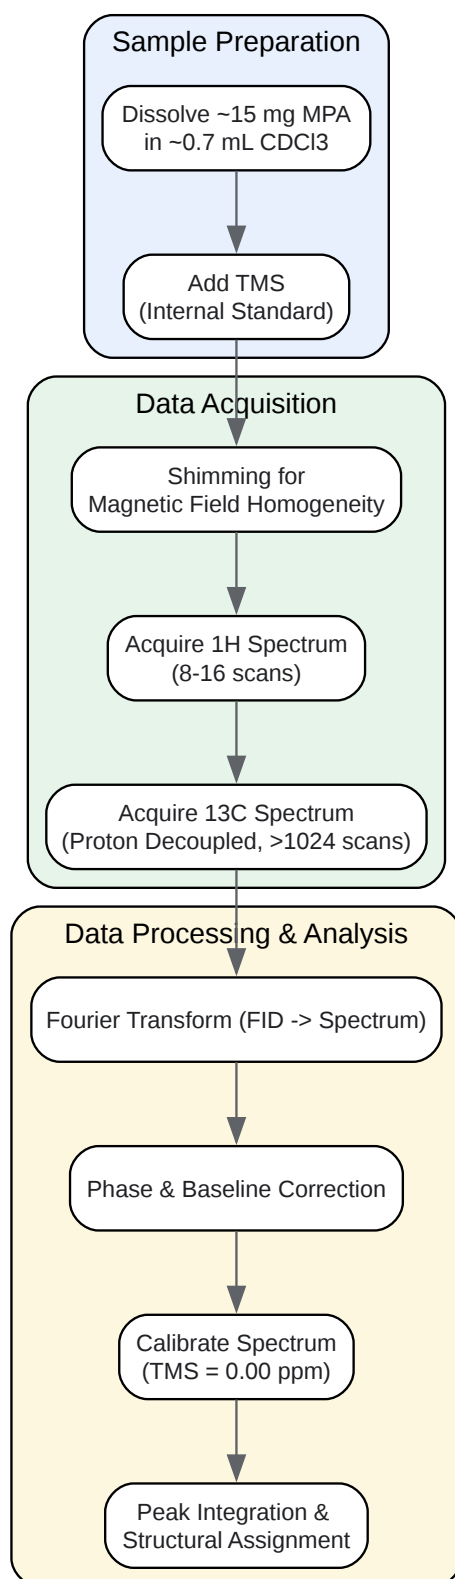 Sample Preparation
Dissolve ~15 mg MPA
in ~0.7 mL CDCl3
Add TMS
(Internal Standard)
Data Acquisition
Shimming for
Magnetic Field Homogeneity
Acquire 1H Spectrum
(8-16 scans)
Acquire 13C Spectrum
(Proton Decoupled, >1024 scans)
Data Processing & Analysis
Fourier Transform (FID -> Spectrum)
Phase & Baseline Correction
Calibrate Spectrum
(TMS = 0.00 ppm)
Peak Integration &
Structural Assignment